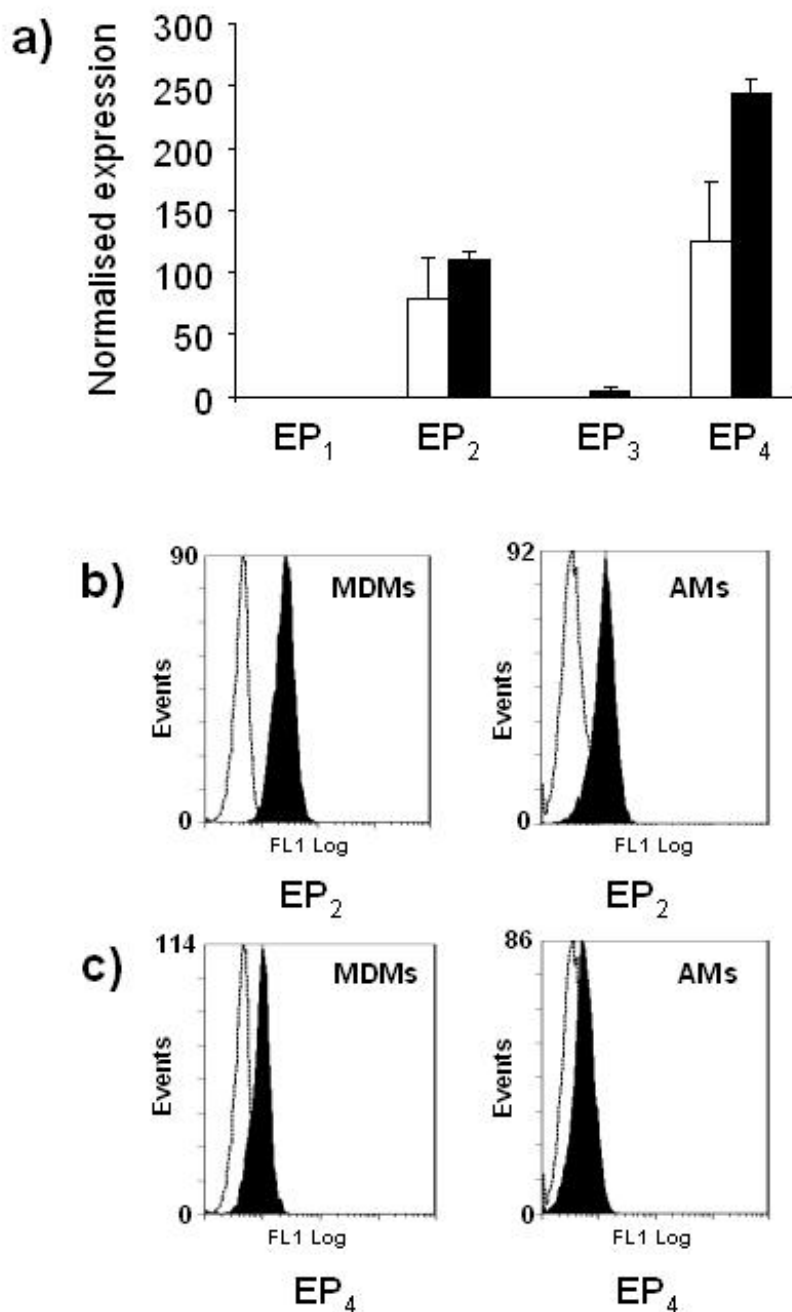 a)
Normalised expression
300
250
200
150
100
50
0
EP₁ EP₂ EP₃ EP₄
b)
90
MDMs
Events
0
FL1 Log
EP₂
92
AMs
Events
0
FL1 Log
EP₂
c)
114
MDMs
Events
0
FL1 Log
EP₄
86
AMs
Events
0
FL1 Log
EP₄